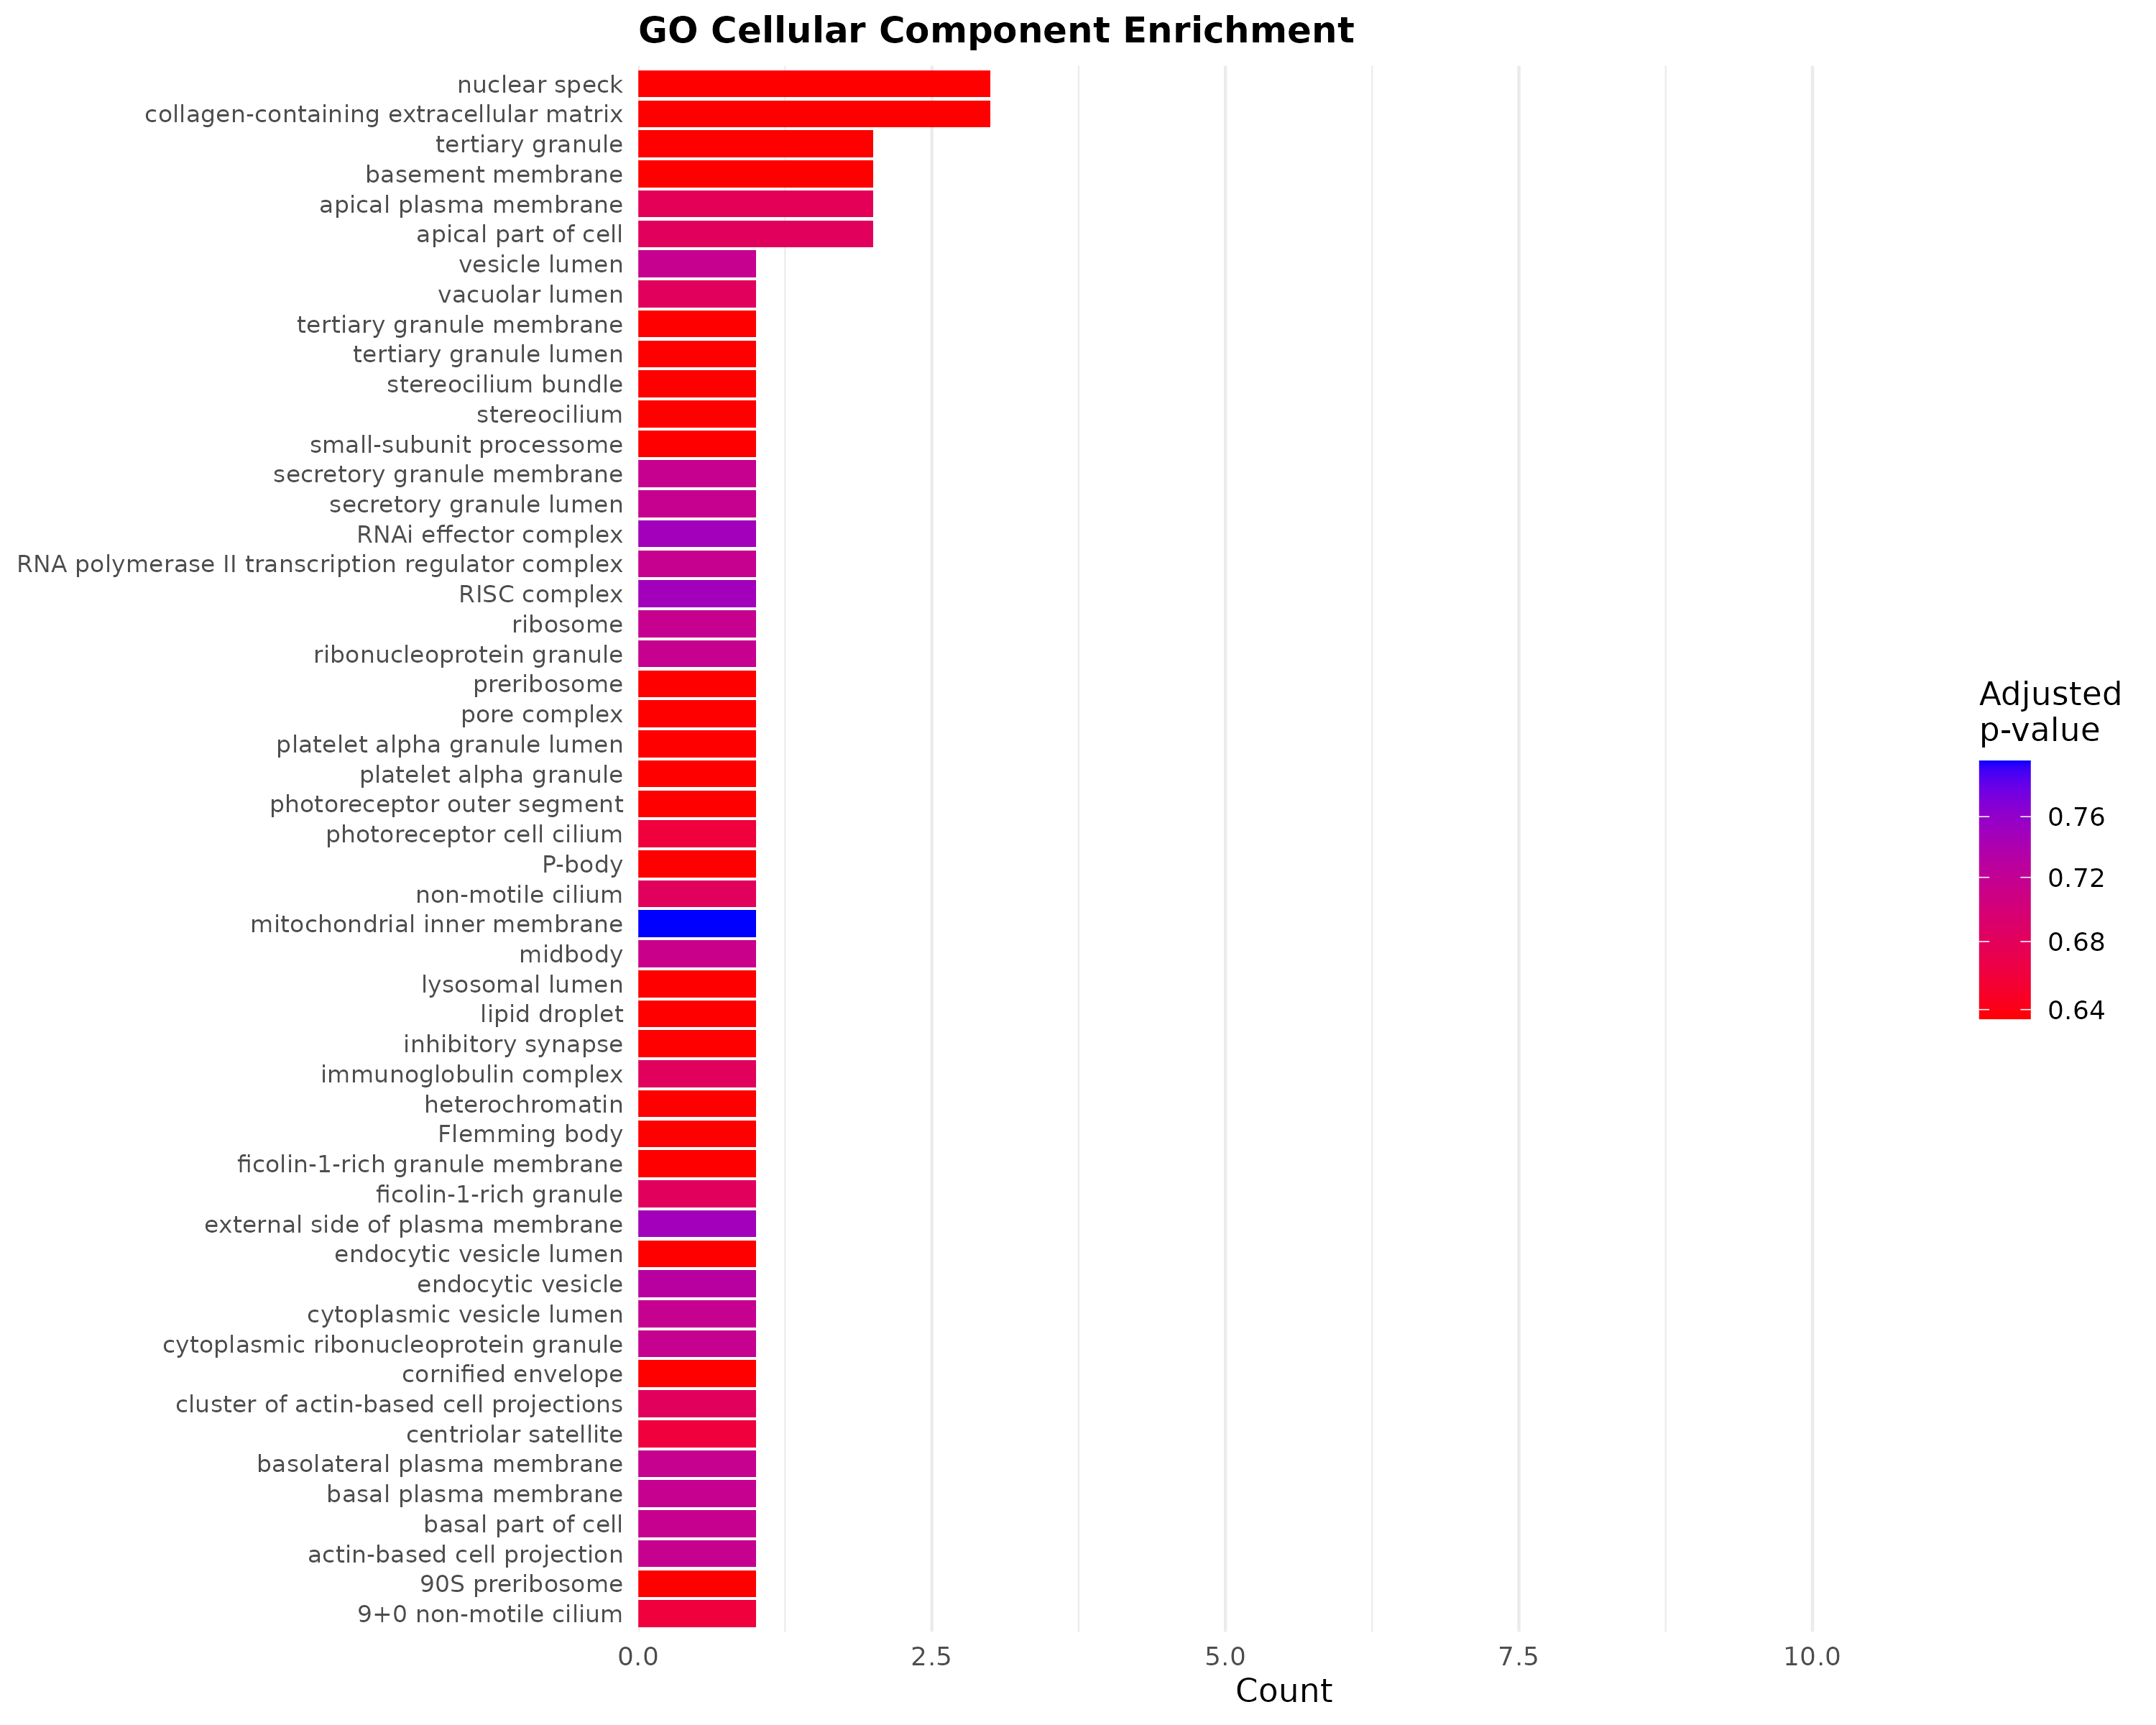 GO Cellular Component Enrichment
nuclear speck
collagen-containing extracellular matrix
tertiary granule
basement membrane
apical plasma membrane
apical part of cell
vesicle lumen
vacuolar lumen
tertiary granule membrane
tertiary granule lumen
stereocilium bundle
stereocilium
small-subunit processome
secretory granule membrane
secretory granule lumen
RNAi effector complex
RNA polymerase II transcription regulator complex
RISC complex
ribosome
ribonucleoprotein granule
preribosome
pore complex
platelet alpha granule lumen
platelet alpha granule
photoreceptor outer segment
photoreceptor cell cilium
P-body
non-motile cilium
mitochondrial inner membrane
midbody
lysosomal lumen
lipid droplet
inhibitory synapse
immunoglobulin complex
heterochromatin
Flemming body
ficolin-1-rich granule membrane
ficolin-1-rich granule
external side of plasma membrane
endocytic vesicle lumen
endocytic vesicle
cytoplasmic vesicle lumen
cytoplasmic ribonucleoprotein granule
cornified envelope
cluster of actin-based cell projections
centriolar satellite
basolateral plasma membrane
basal plasma membrane
basal part of cell
actin-based cell projection
90S preribosome
9+0 non-motile cilium
0.0 2.5 5.0 7.5 10.0
Count
Adjusted
p-value
0.76
0.72
0.68
0.64